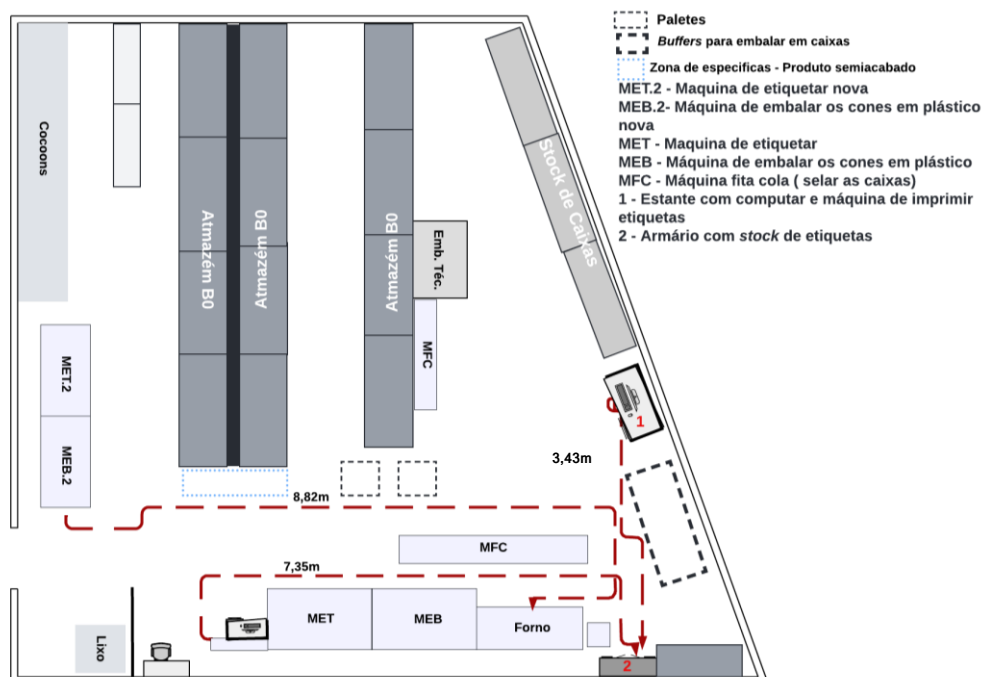 Paletes
Buffers para embalar em caixas
Zona de especificas - Produto semiacabado
MET.2 - Maquina de etiquetar nova
MEB.2- Máquina de embalar os cones em plástico
nova
MET - Maquina de etiquetar
MEB - Máquina de embalar os cones em plástico
MFC - Máquina fita cola ( selar as caixas)
1 - Estante com computar e máquina de imprimir
etiquetas
2 - Armário com stock de etiquetas
Cocoons
Atmazém B0
Atmazém B0
Atmazém B0
Emb. Téc.
Stock de Caixas
MFC
MET.2
MEB.2
1
3,43m
8,82m
MFC
7,35m
MET
MEB
Forno
Lixo
2